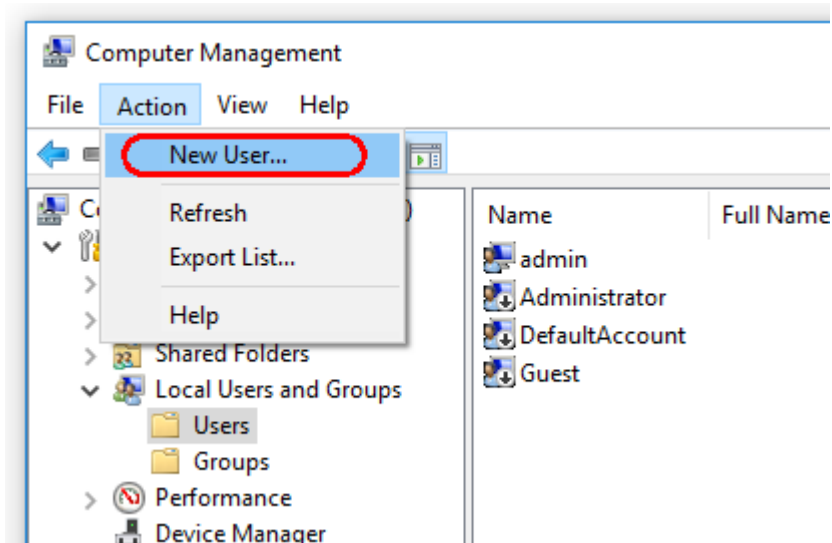 Computer Management
File Action View Help
New User...
Refresh
Export List...
Help
Shared Folders
Local Users and Groups
Users
Groups
Performance
Device Manager
Name Full Name
admin
Administrator
DefaultAccount
Guest